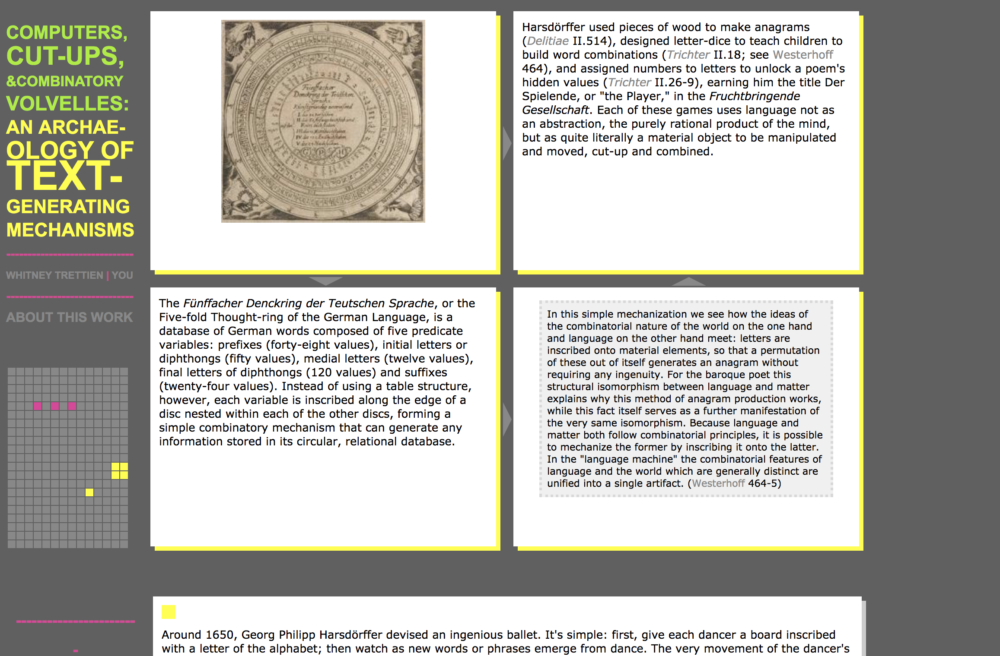 COMPUTERS,
CUT-UPS,
&COMBINATORY
VOLVELLES:
AN ARCHAE-
OLOGY OF
TEXT-
GENERATING
MECHANISMS
WHITNEY TRETTIEN | YOU
ABOUT THIS WORK
Fünffacher
Denckring der Teütschen
Sprache
Harsdörffer used pieces of wood to make anagrams
(Delitiae II.514), designed letter-dice to teach children to
build word combinations (Trichter II.18; see Westerhoff
464), and assigned numbers to letters to unlock a poem's
hidden values (Trichter II.26-9), earning him the title Der
Spielende, or "the Player," in the Fruchtbringende
Gesellschaft. Each of these games uses language not as
an abstraction, the purely rational product of the mind,
but as quite literally a material object to be manipulated
and moved, cut-up and combined.
The Fünffacher Denckring der Teutschen Sprache, or the
Five-fold Thought-ring of the German Language, is a
database of German words composed of five predicate
variables: prefixes (forty-eight values), initial letters or
diphthongs (fifty values), medial letters (twelve values),
final letters of diphthongs (120 values) and suffixes
(twenty-four values). Instead of using a table structure,
however, each variable is inscribed along the edge of a
disc nested within each of the other discs, forming a
simple combinatory mechanism that can generate any
information stored in its circular, relational database.
In this simple mechanization we see how the ideas of
the combinatorial nature of the world on the one hand
and language on the other hand meet: letters are
inscribed onto material elements, so that a permutation
of these out of itself generates an anagram without
requiring any ingenuity. For the baroque poet this
structural isomorphism between language and matter
explains why this method of anagram production works,
while this fact itself serves as a further manifestation of
the very same isomorphism. Because language and
matter both follow combinatorial principles, it is possible
to mechanize the former by inscribing it onto the latter.
In the "language machine" the combinatorial features of
language and the world which are generally distinct are
unified into a single artifact. (Westerhoff 464-5)
Around 1650, Georg Philipp Harsdörffer devised an ingenious ballet. It's simple: first, give each dancer a board inscribed
with a letter of the alphabet; then watch as new words or phrases emerge from dance. The very movement of the dancer's